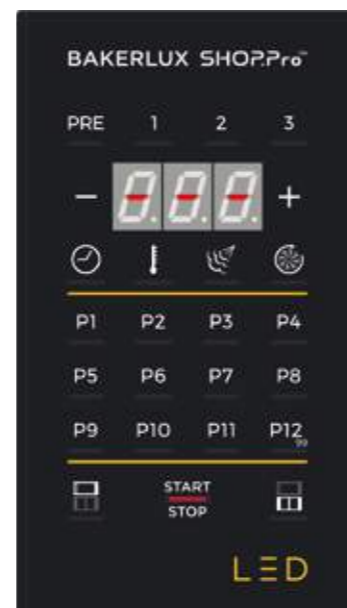 BAKERLUX SHOP.Pro™
PRE 1 2 3
− --- +
P1 P2 P3 P4
P5 P6 P7 P8
P9 P10 P11 P12
99
START
STOP
LED